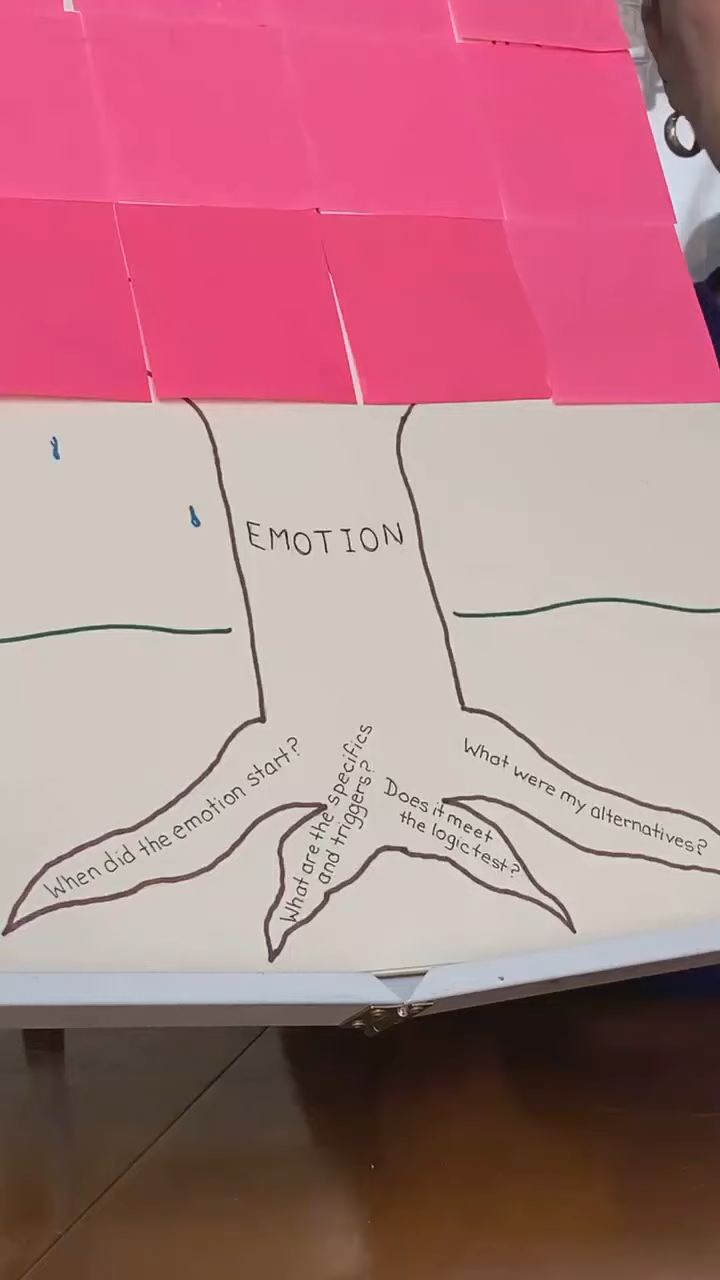 EMOTION
When did the emotion start?
What are the specifics
and triggers?
Does it meet
the logic test?
What were my alternatives?